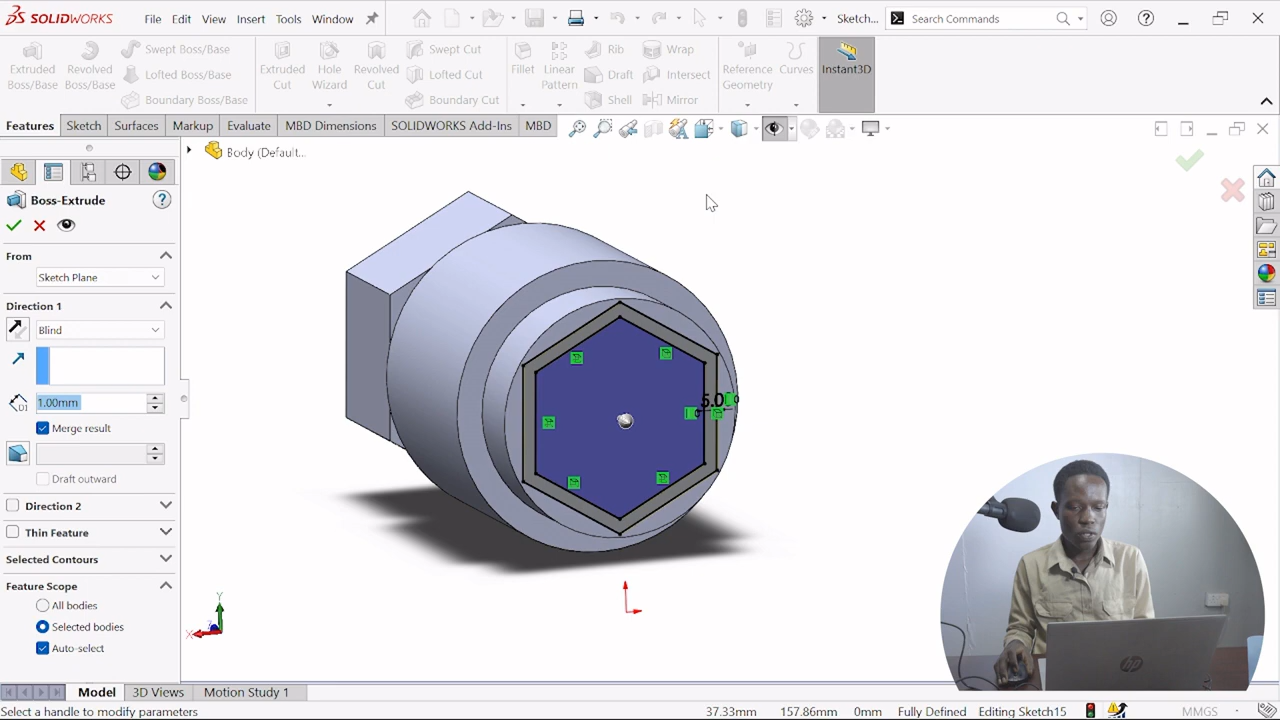 SOLIDWORKS File Edit View Insert Tools Window Sketch... Search Commands
Extruded Boss/Base
Revolved Boss/Base
Swept Boss/Base
Lofted Boss/Base
Boundary Boss/Base
Extruded Cut
Hole Wizard
Revolved Cut
Swept Cut
Lofted Cut
Boundary Cut
Fillet
Linear Pattern
Rib
Draft
Shell
Wrap
Intersect
Mirror
Reference Geometry
Curves
Instant3D
Features Sketch Surfaces Markup Evaluate MBD Dimensions SOLIDWORKS Add-Ins MBD
Body (Default...
Boss-Extrude
From
Sketch Plane
Direction 1
Blind
D1 1.00mm
Merge result
Draft outward
Direction 2
Thin Feature
Selected Contours
Feature Scope
All bodies
Selected bodies
Auto-select
5.0
Y
X
Z
hp
Model 3D Views Motion Study 1
Select a handle to modify parameters 37.33mm 157.86mm 0mm Fully Defined Editing Sketch15 MMGS